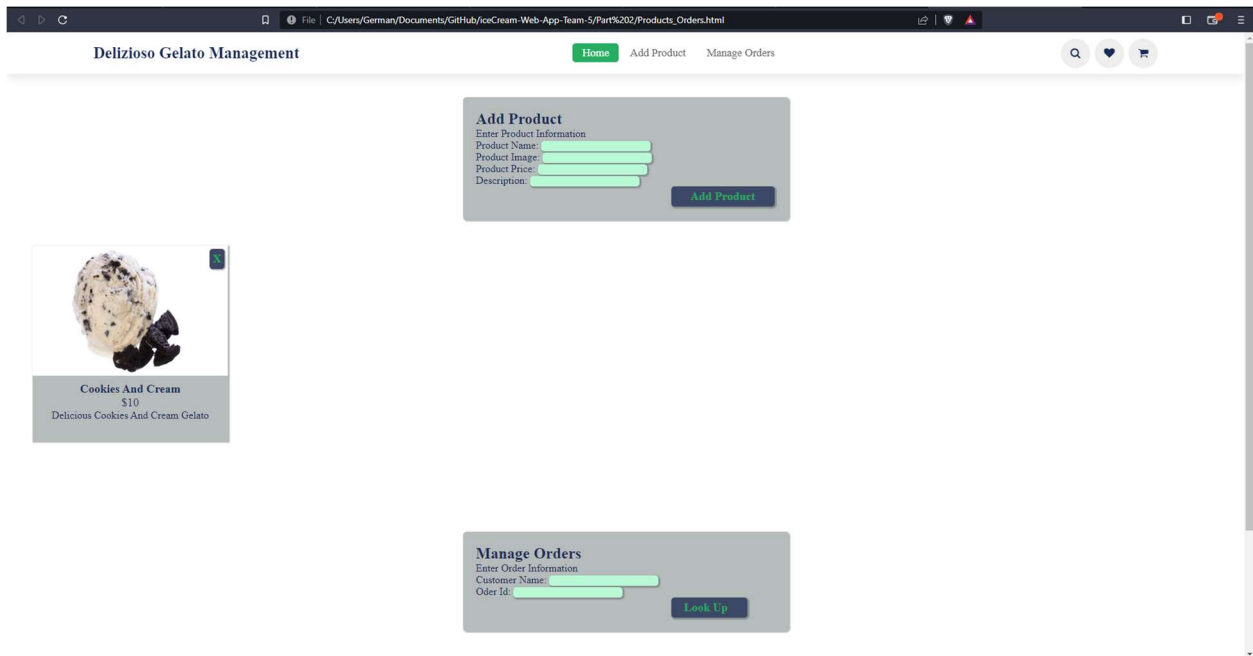 File | C:/Users/German/Documents/GitHub/iceCream-Web-App-Team-5/Part%202/Products_Orders.html
Delizioso Gelato Management Home Add Product Manage Orders
Add Product
Enter Product Information
Product Name:
Product Image:
Product Price:
Description:
Add Product
X
Cookies And Cream
$10
Delicious Cookies And Cream Gelato
Manage Orders
Enter Order Information
Customer Name:
Oder Id:
Look Up